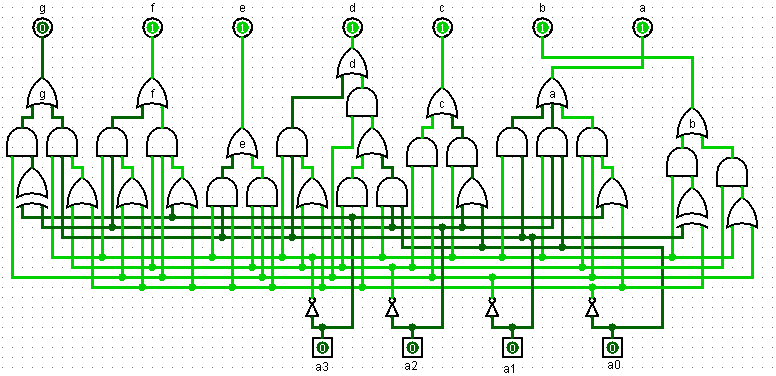 g f e d c b a
0 1 1 1 1 1 1
d
g f c a
b
e
0 0 0 0
a3 a2 a1 a0